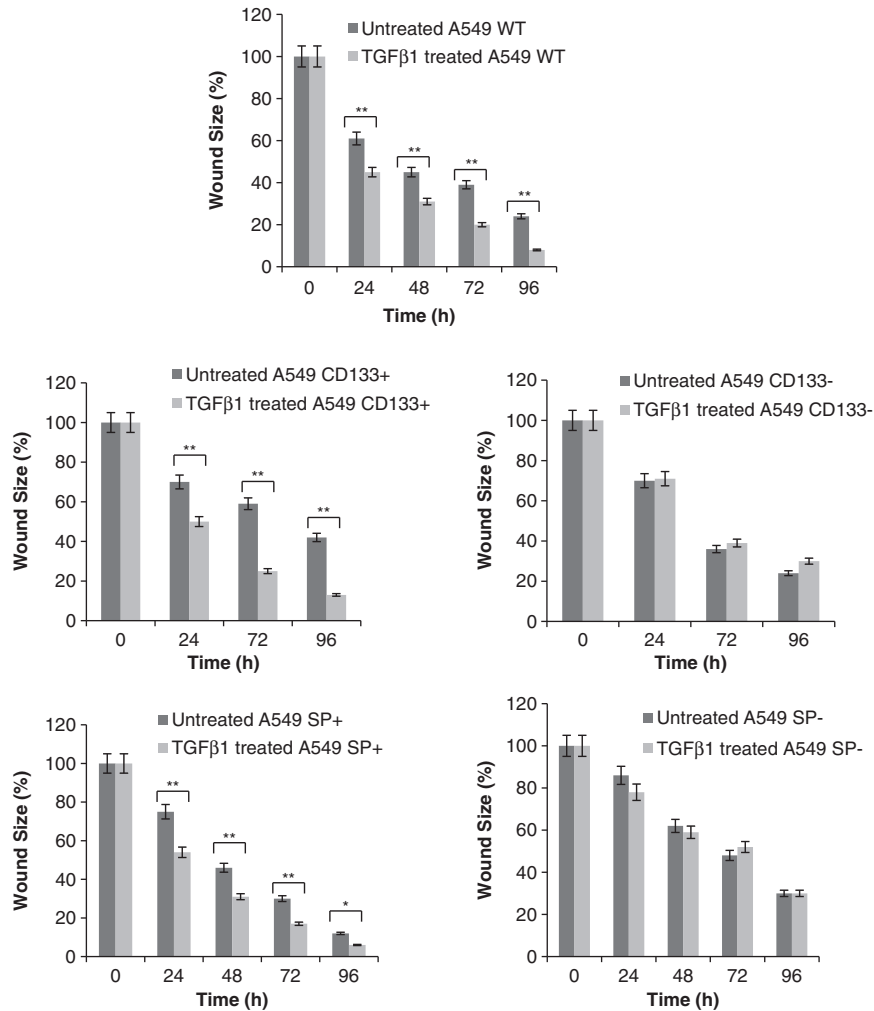 120
100
80
60
40
20
0
Wound Size (%)
Untreated A549 WT
TGFβ1 treated A549 WT
**
**
**
**
0 24 48 72 96
Time (h)
120
100
80
60
40
20
0
Wound Size (%)
Untreated A549 CD133+
TGFβ1 treated A549 CD133+
**
**
**
0 24 72 96
Time (h)
120
100
80
60
40
20
0
Wound Size (%)
Untreated A549 CD133-
TGFβ1 treated A549 CD133-
0 24 72 96
Time (h)
120
100
80
60
40
20
0
Wound Size (%)
Untreated A549 SP+
TGFβ1 treated A549 SP+
**
**
**
*
0 24 48 72 96
Time (h)
120
100
80
60
40
20
0
Wound Size (%)
Untreated A549 SP-
TGFβ1 treated A549 SP-
0 24 48 72 96
Time (h)